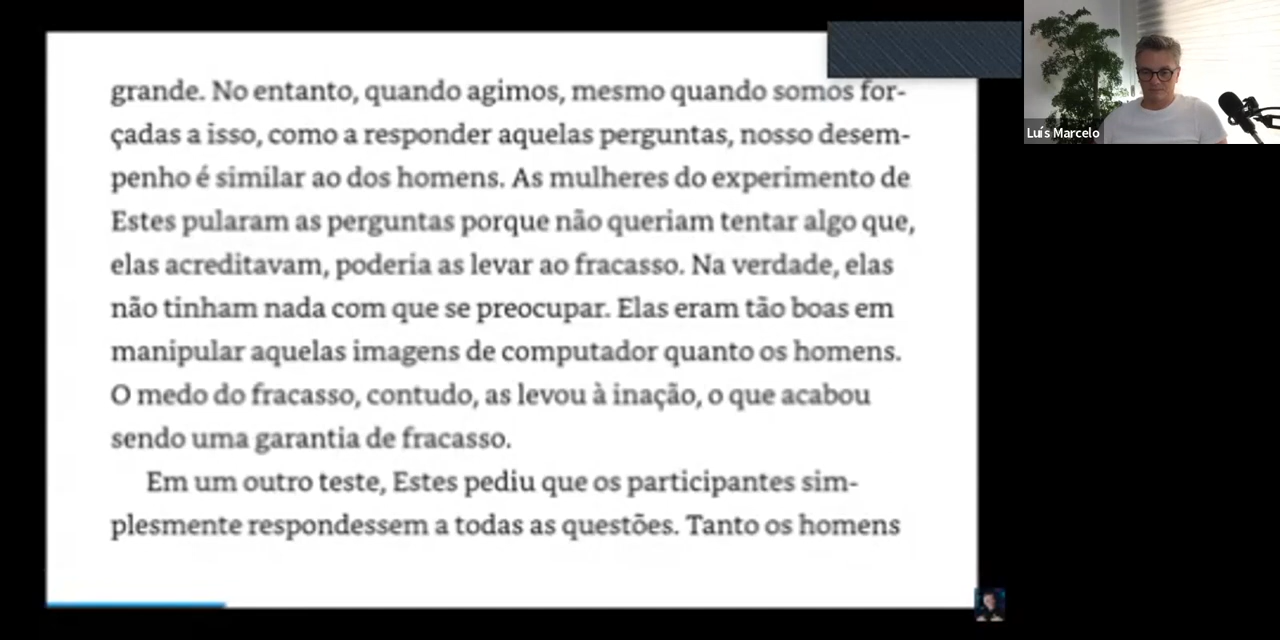 grande. No entanto, quando agimos, mesmo quando somos for-
çadas a isso, como a responder aquelas perguntas, nosso desem-
penho é similar ao dos homens. As mulheres do experimento de
Estes pularam as perguntas porque não queriam tentar algo que,
elas acreditavam, poderia as levar ao fracasso. Na verdade, elas
não tinham nada com que se preocupar. Elas eram tão boas em
manipular aquelas imagens de computador quanto os homens.
O medo do fracasso, contudo, as levou à inação, o que acabou
sendo uma garantia de fracasso.
Em um outro teste, Estes pediu que os participantes sim-
plesmente respondessem a todas as questões. Tanto os homens
Luís Marcelo